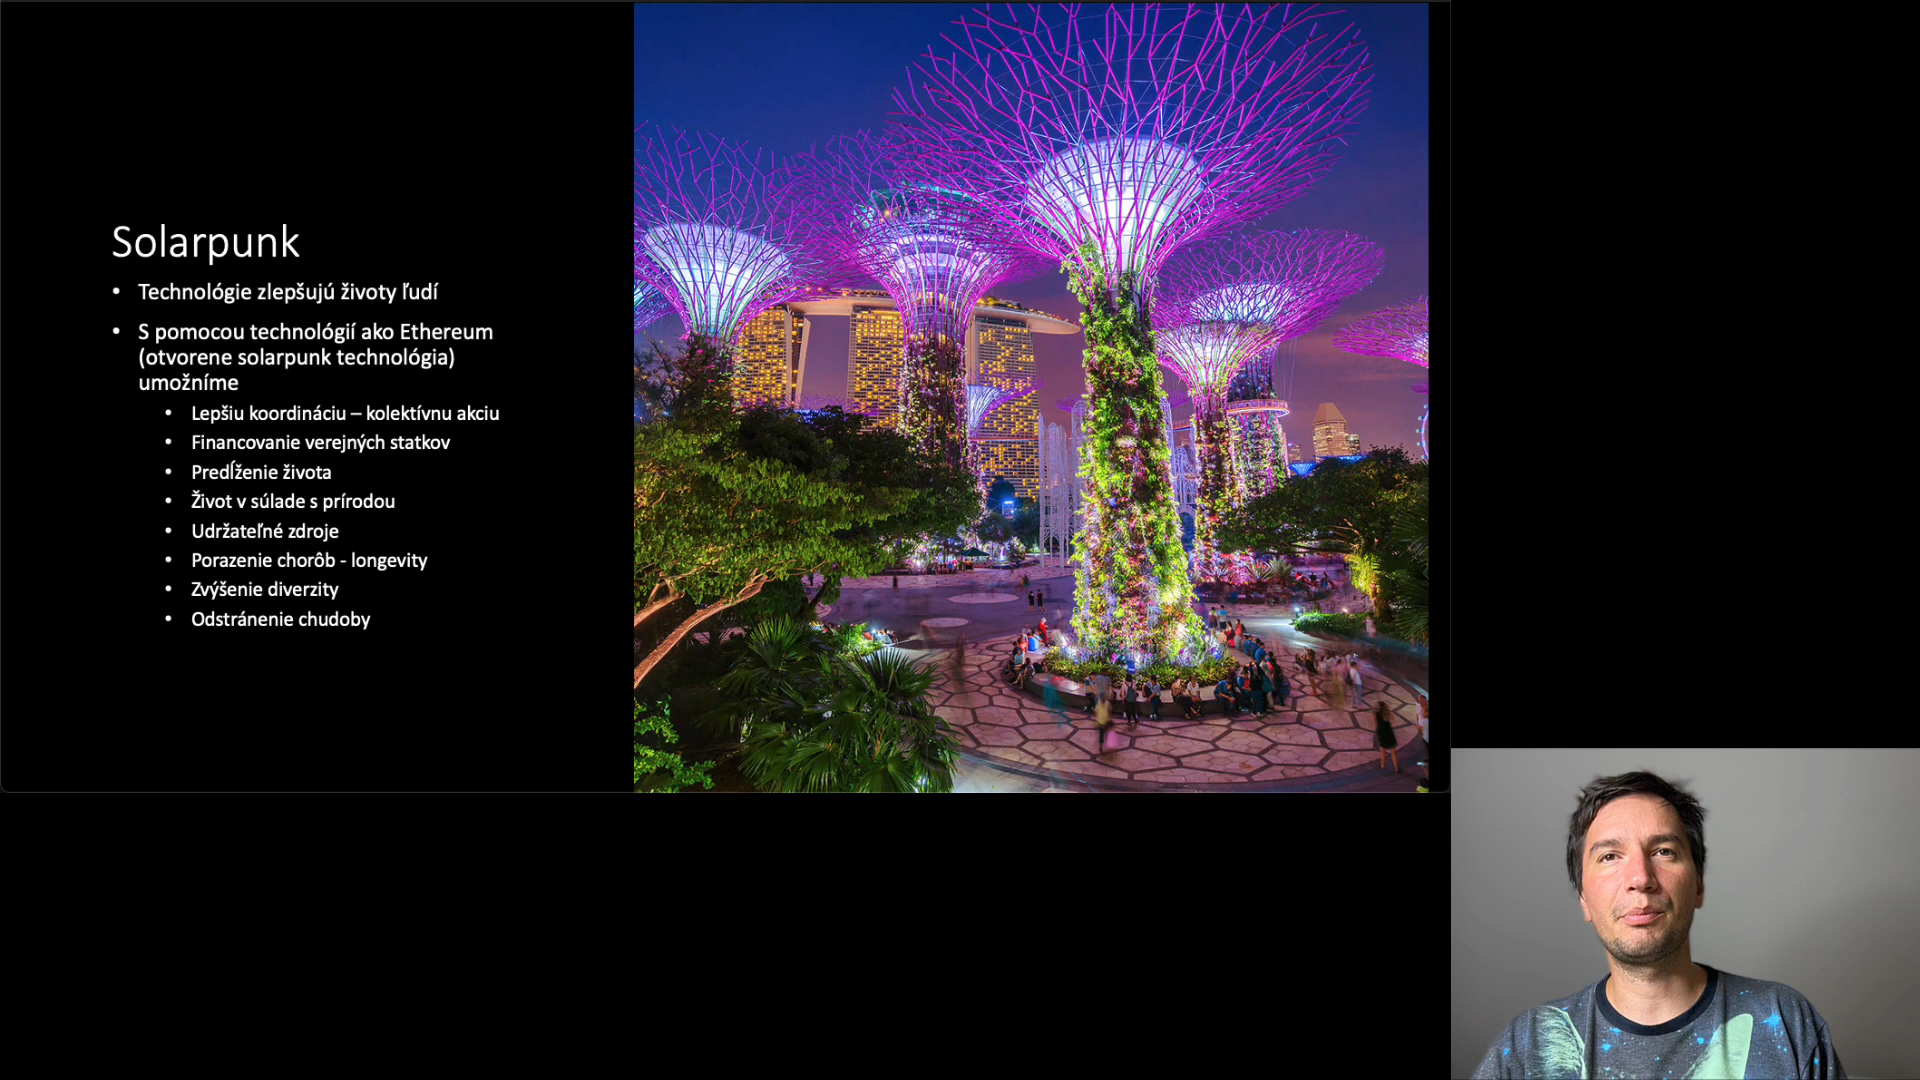 Solarpunk
• Technológie zlepšujú životy ľudí
• S pomocou technológií ako Ethereum
(otvorene solarpunk technológia)
umožníme
• Lepšiu koordináciu – kolektívnu akciu
• Financovanie verejných statkov
• Predĺženie života
• Život v súlade s prírodou
• Udržateľné zdroje
• Porazenie chorôb - longevity
• Zvýšenie diverzity
• Odstránenie chudoby